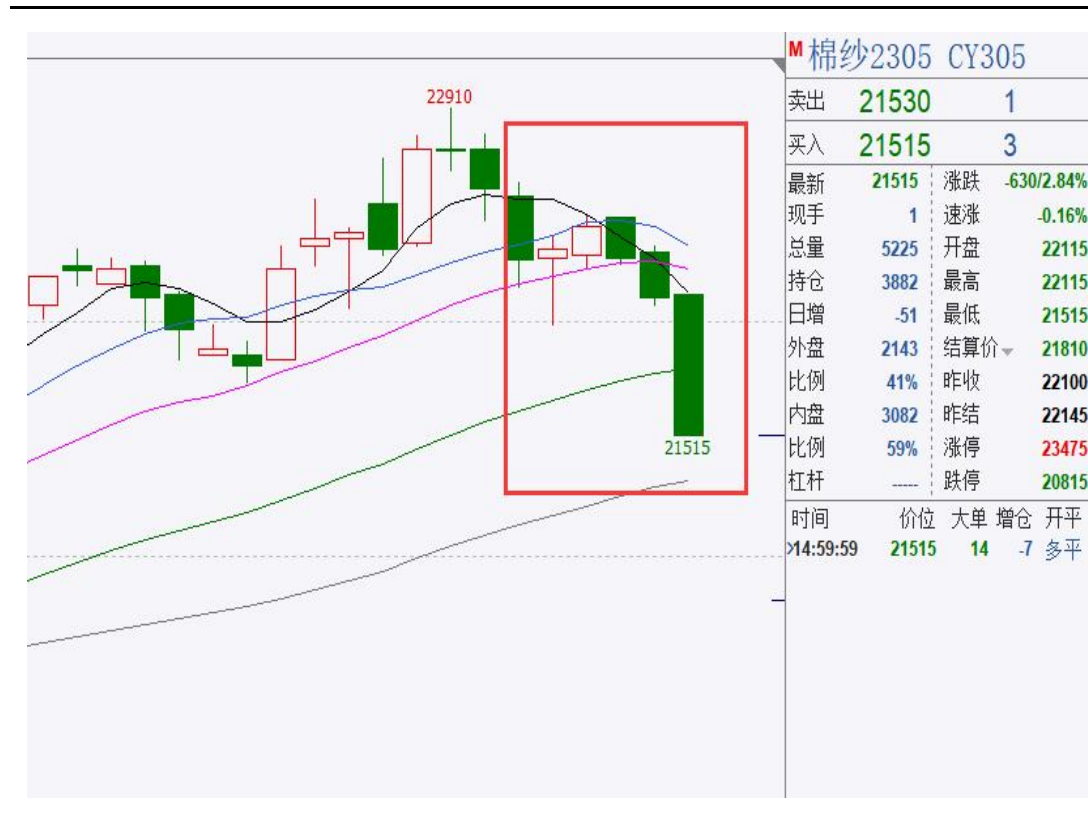 22910
21515
M 棉纱2305 CY305
卖出 21530 1
买入 21515 3
最新 21515 涨跌 -630/2.84%
现手 1 速涨 -0.16%
总量 5225 开盘 22115
持仓 3882 最高 22115
日增 -51 最低 21515
外盘 2143 结算价 21810
比例 41% 昨收 22100
内盘 3082 昨结 22145
比例 59% 涨停 23475
杠杆 ----- 跌停 20815
时间 价位 大单 增仓 开平
14:59:59 21515 14 -7 多平